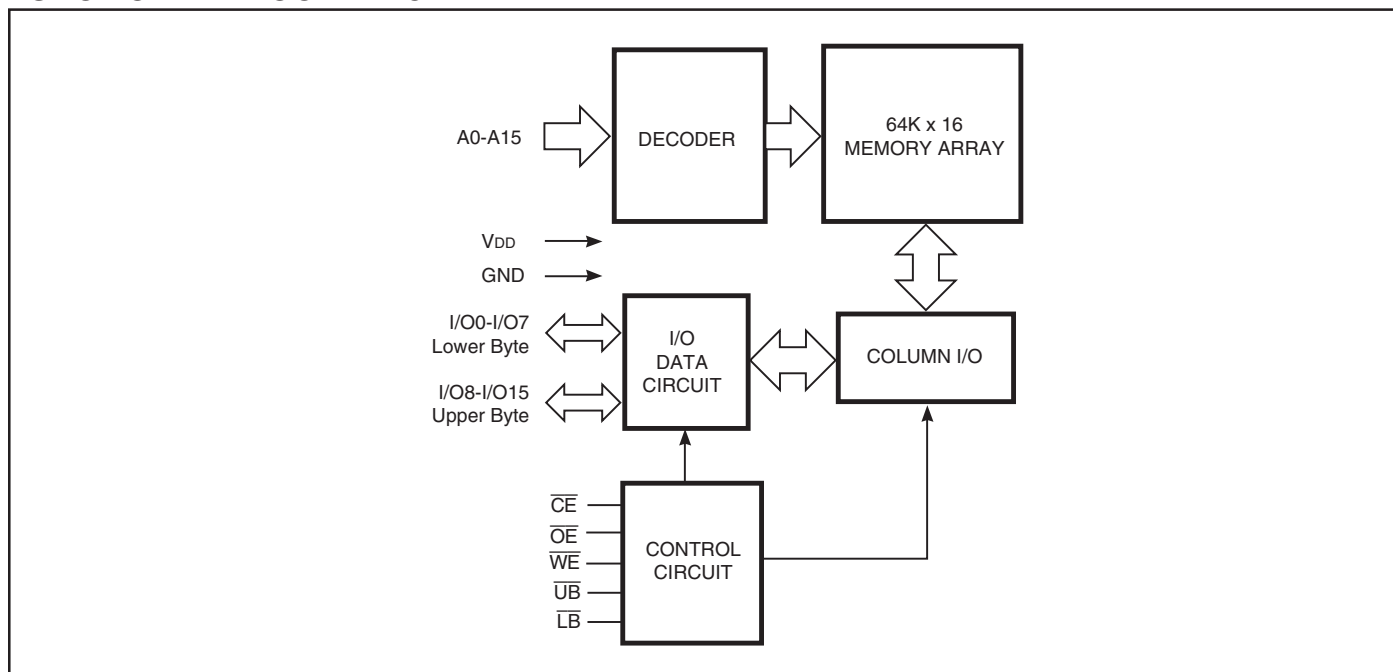 A0-A15
DECODER
64K x 16
MEMORY ARRAY
VDD
GND
I/O0-I/O7
Lower Byte
I/O8-I/O15
Upper Byte
I/O
DATA
CIRCUIT
COLUMN I/O
CE
OE
WE
UB
LB
CONTROL
CIRCUIT